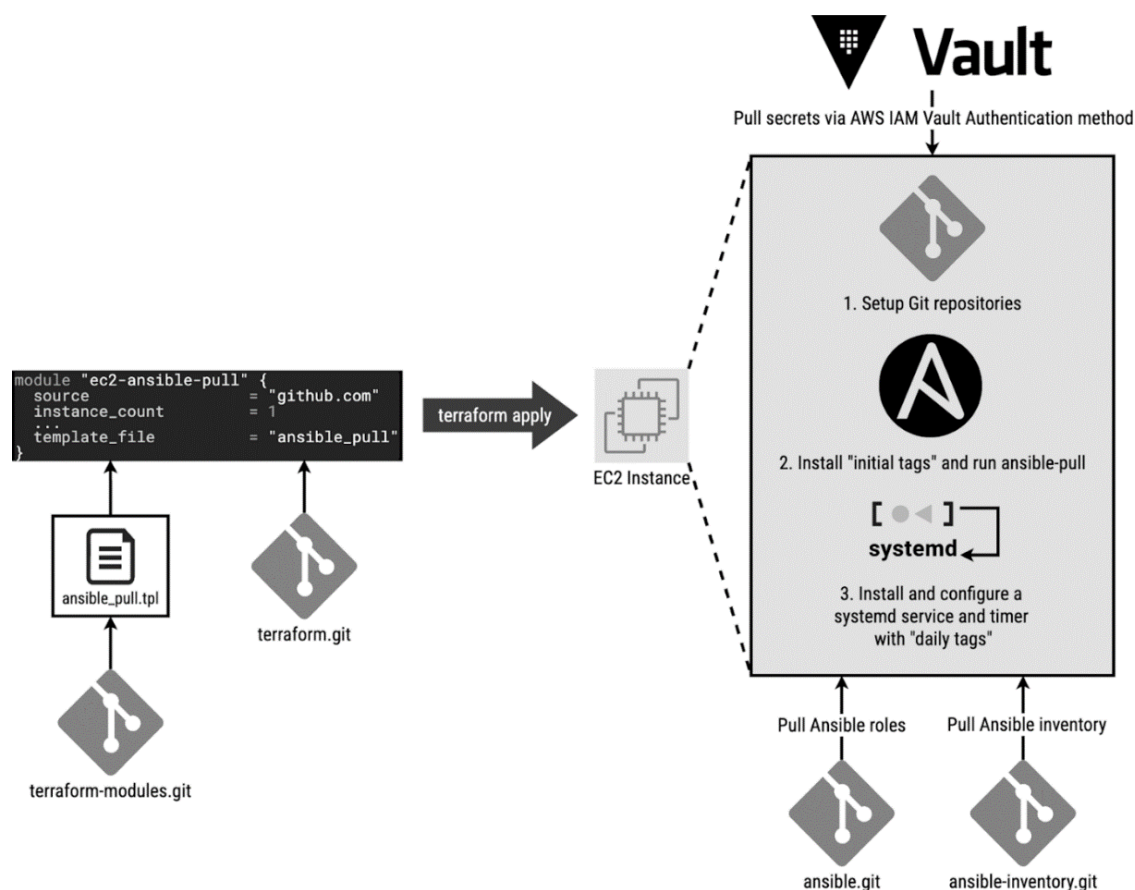 Vault
Pull secrets via AWS IAM Vault Authentication method
1. Setup Git repositories
module "ec2-ansible-pull" {
source = "github.com"
instance_count = 1
...
template_file = "ansible_pull"
}
terraform apply
EC2 Instance
2. Install "initial tags" and run ansible-pull
[ ] 
systemd
3. Install and configure a
systemd service and timer
with "daily tags"
ansible_pull.tpl
terraform.git
terraform-modules.git
Pull Ansible roles
Pull Ansible inventory
ansible.git
ansible-inventory.git